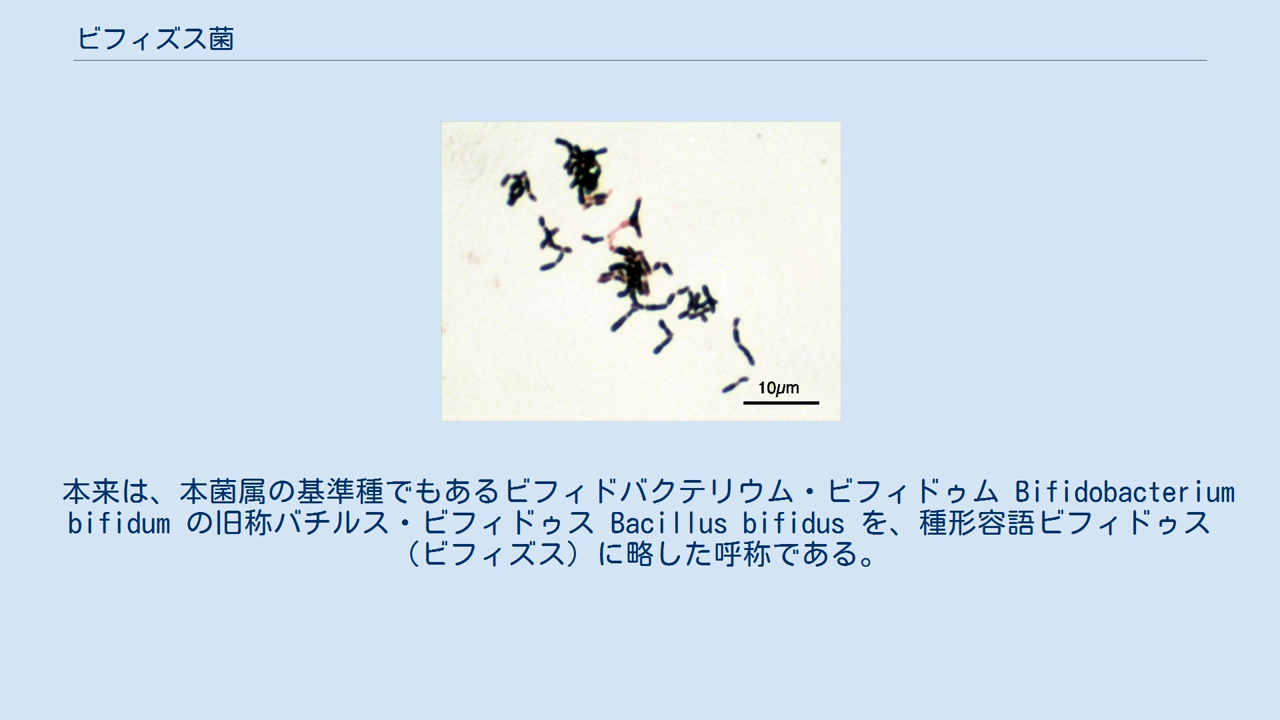 ビフィズス菌
10μm
本来は、本菌属の基準種でもあるビフィドバクテリウム・ビフィドゥム Bifidobacterium
bifidum の旧称バチルス・ビフィドゥス Bacillus bifidus を、種形容語ビフィドゥス
（ビフィズス）に略した呼称である。